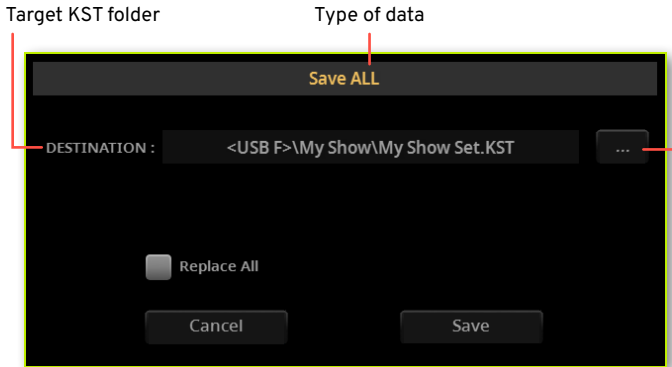 Target KST folder
Type of data
Save ALL
DESTINATION :
<USB F>\My Show\My Show Set.KST
...
Replace All
Cancel
Save